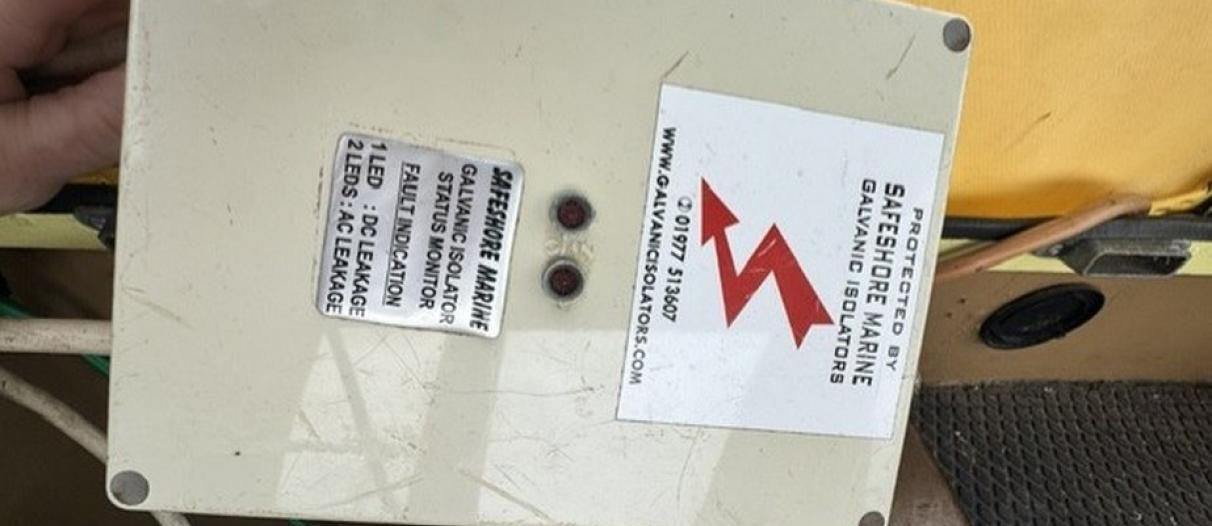 PROTECTED BY
SAFESHORE MARINE
GALVANIC ISOLATORS
✆ 01977 513607
WWW.GALVANICISOLATORS.COM
SAFESHORE MARINE
GALVANIC ISOLATOR
STATUS MONITOR
FAULT INDICATION
1 LED : DC LEAKAGE
2 LEDS : AC LEAKAGE